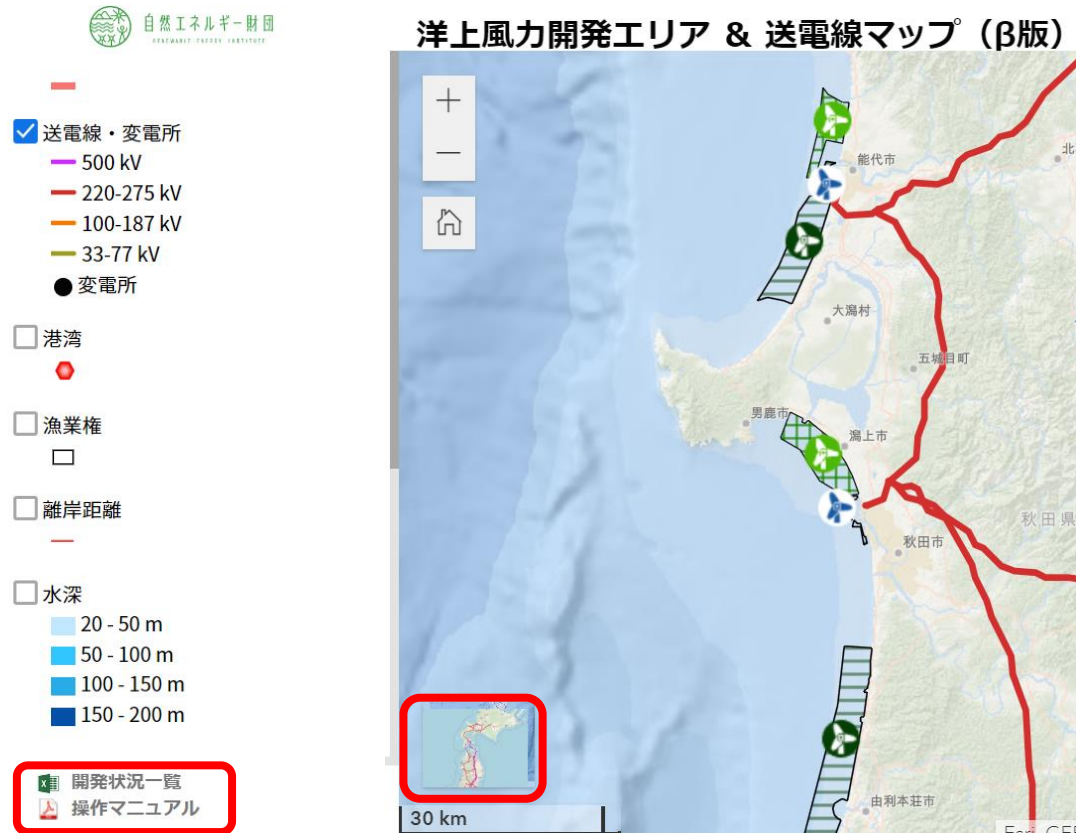 自然エネルギー財団
RENEWABLE ENERGY INSTITUTE
洋上風力開発エリア & 送電線マップ（β版）
送電線・変電所
500 kV
220-275 kV
100-187 kV
33-77 kV
変電所
港湾
漁業権
離岸距離
水深
20 - 50 m
50 - 100 m
100 - 150 m
150 - 200 m
開発状況一覧
操作マニュアル
+
−
能代市
北
大潟村
五城目町
男鹿市
潟上市
秋田県
秋田市
由利本荘市
30 km